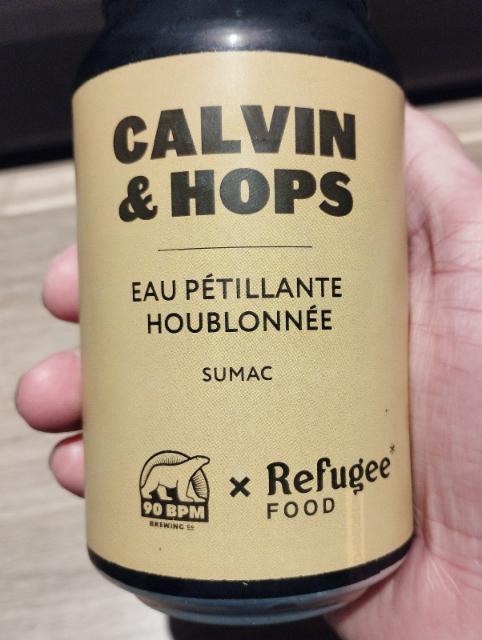 CALVIN
& HOPS
EAU PÉTILLANTE
HOUBLONNÉE
SUMAC
90 BPM
BREWING Co
×
Refugee*
FOOD